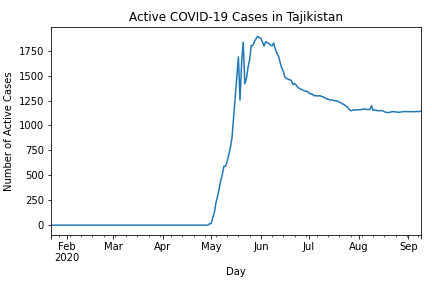 Active COVID-19 Cases in Tajikistan
Number of Active Cases
1750
1500
1250
1000
750
500
250
0
Feb Mar Apr May Jun Jul Aug Sep
2020
Day